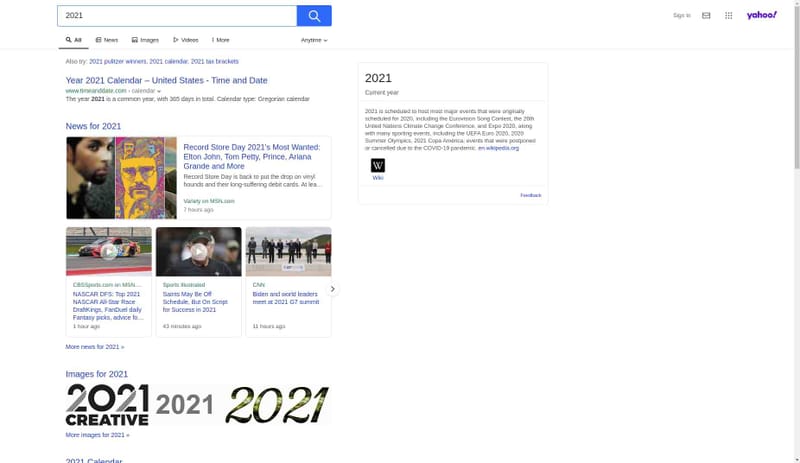 2021
Sign In
yahoo!
All
News
Images
Videos
More
Anytime
Also try: 2021 pulitzer winners, 2021 calendar, 2021 tax brackets
Year 2021 Calendar – United States - Time and Date
www.timeanddate.com › calendar
The year 2021 is a common year, with 365 days in total. Calendar type: Gregorian calendar
News for 2021
Record Store Day 2021's Most Wanted:
Elton John, Tom Petty, Prince, Ariana
Grande and More
Record Store Day is back to put the drop on vinyl
hounds and their long-suffering debit cards. At lea...
Variety on MSN.com
7 hours ago
CBSSports.com on MSN...
NASCAR DFS: Top 2021
NASCAR All-Star Race
DraftKings, FanDuel daily
Fantasy picks, advice fo...
1 hour ago
Sports Illustrated
Saints May Be Off
Schedule, But On Script
for Success in 2021
43 minutes ago
CNN
Biden and world leaders
meet at 2021 G7 summit
11 hours ago
More news for 2021 »
Images for 2021
2021
CREATIVE
2021
2021
More images for 2021 »
2021 Calendar
2021
Current year
2021 is scheduled to host most major events that were originally
scheduled for 2020, including the Eurovision Song Contest, the 26th
United Nations Climate Change Conference, and Expo 2020, along
with many sporting events, including the UEFA Euro 2020, 2020
Summer Olympics, 2021 Copa América; events that were postponed
or cancelled due to the COVID-19 pandemic. en.wikipedia.org
W
Wiki
Feedback